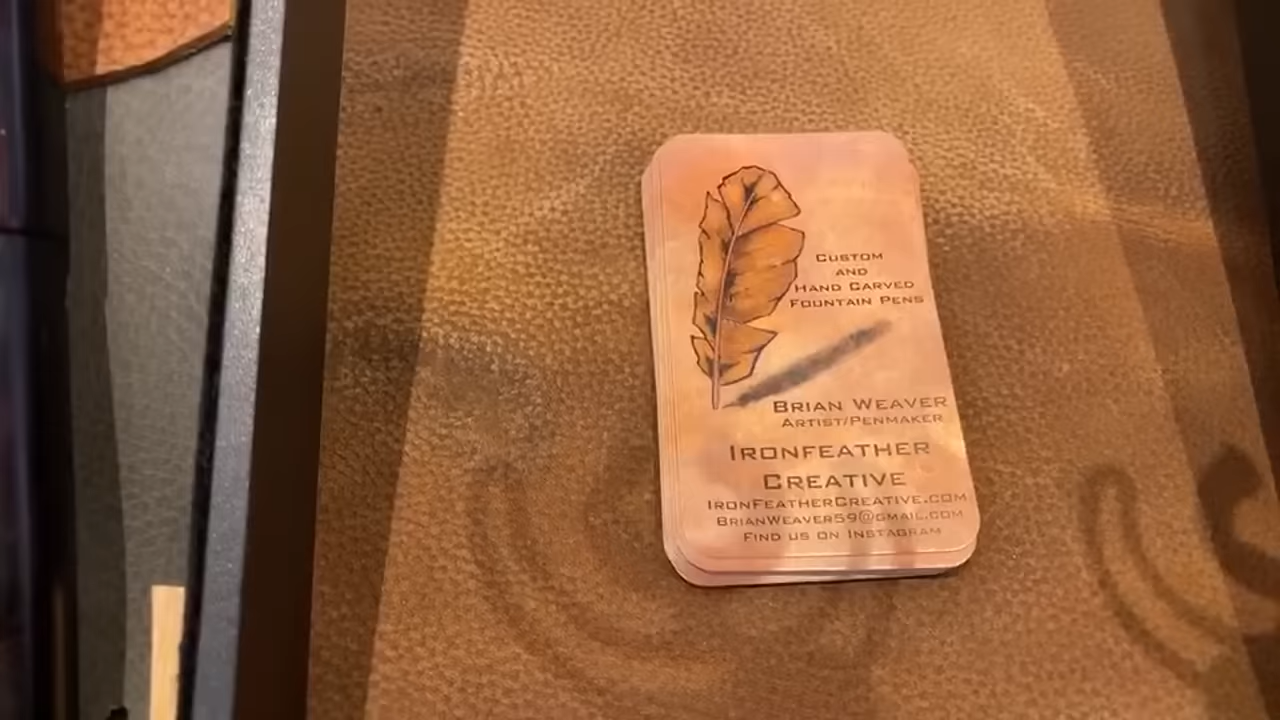 Custom
and
Hand Carved
Fountain Pens
Brian Weaver
Artist/Penmaker
Ironfeather
Creative
IronFeatherCreative.com
BrianWeaver59@gmail.com
Find us on Instagram